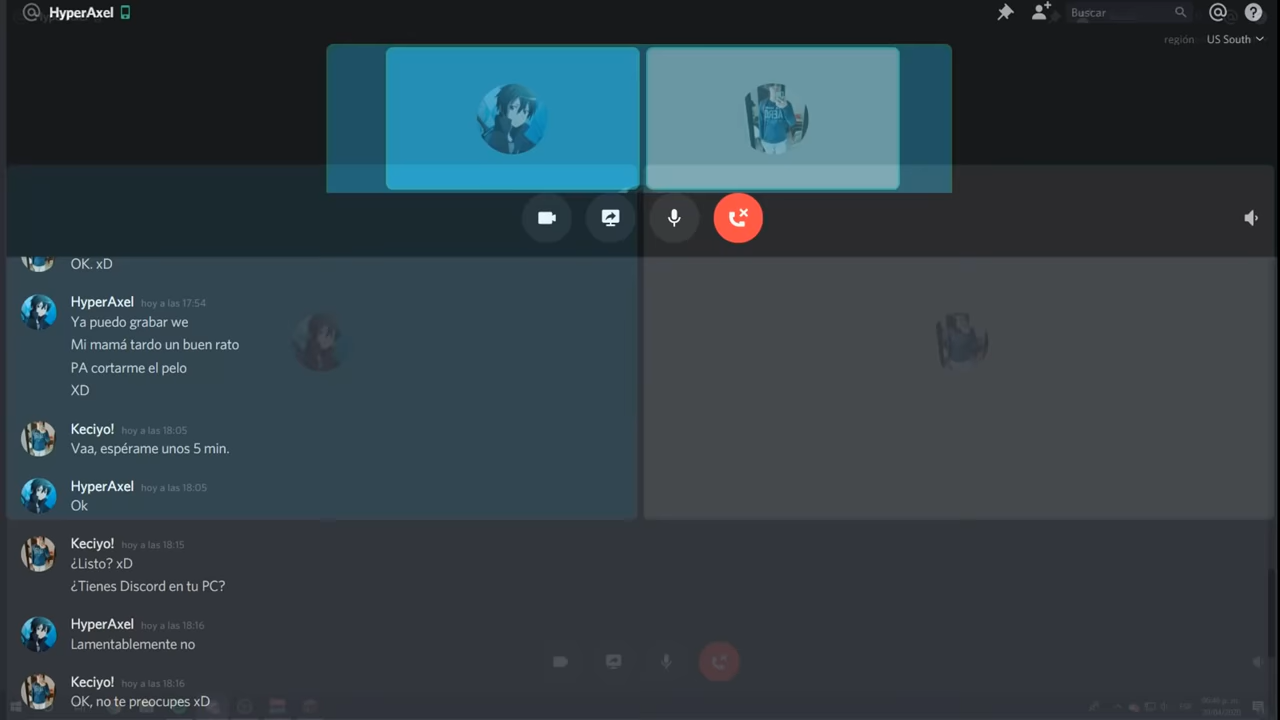 HyperAxel
Buscar
región US South
OK. xD
HyperAxel hoy a las 17:54
Ya puedo grabar we
Mi mamá tardo un buen rato
PA cortarme el pelo
XD
Keciyo! hoy a las 18:05
Vaa, espérame unos 5 min.
HyperAxel hoy a las 18:05
Ok
Keciyo! hoy a las 18:15
¿Listo? xD
¿Tienes Discord en tu PC?
HyperAxel hoy a las 18:16
Lamentablemente no
Keciyo! hoy a las 18:16
OK, no te preocupes xD